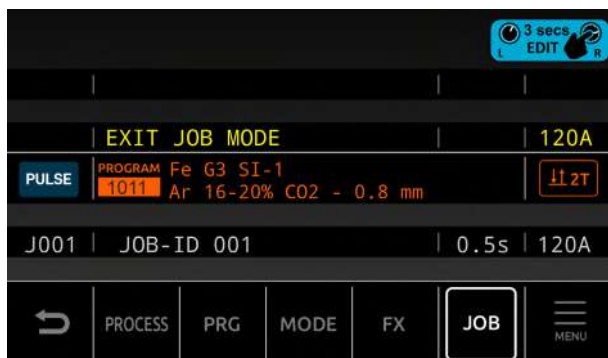 3 secs
EDIT
L R
EXIT JOB MODE 120A
PULSE PROGRAM 1011 Fe G3 SI-1
Ar 16-20% CO2 - 0.8 mm 2T
J001 JOB-ID 001 0.5s 120A
PROCESS PRG MODE FX JOB MENU